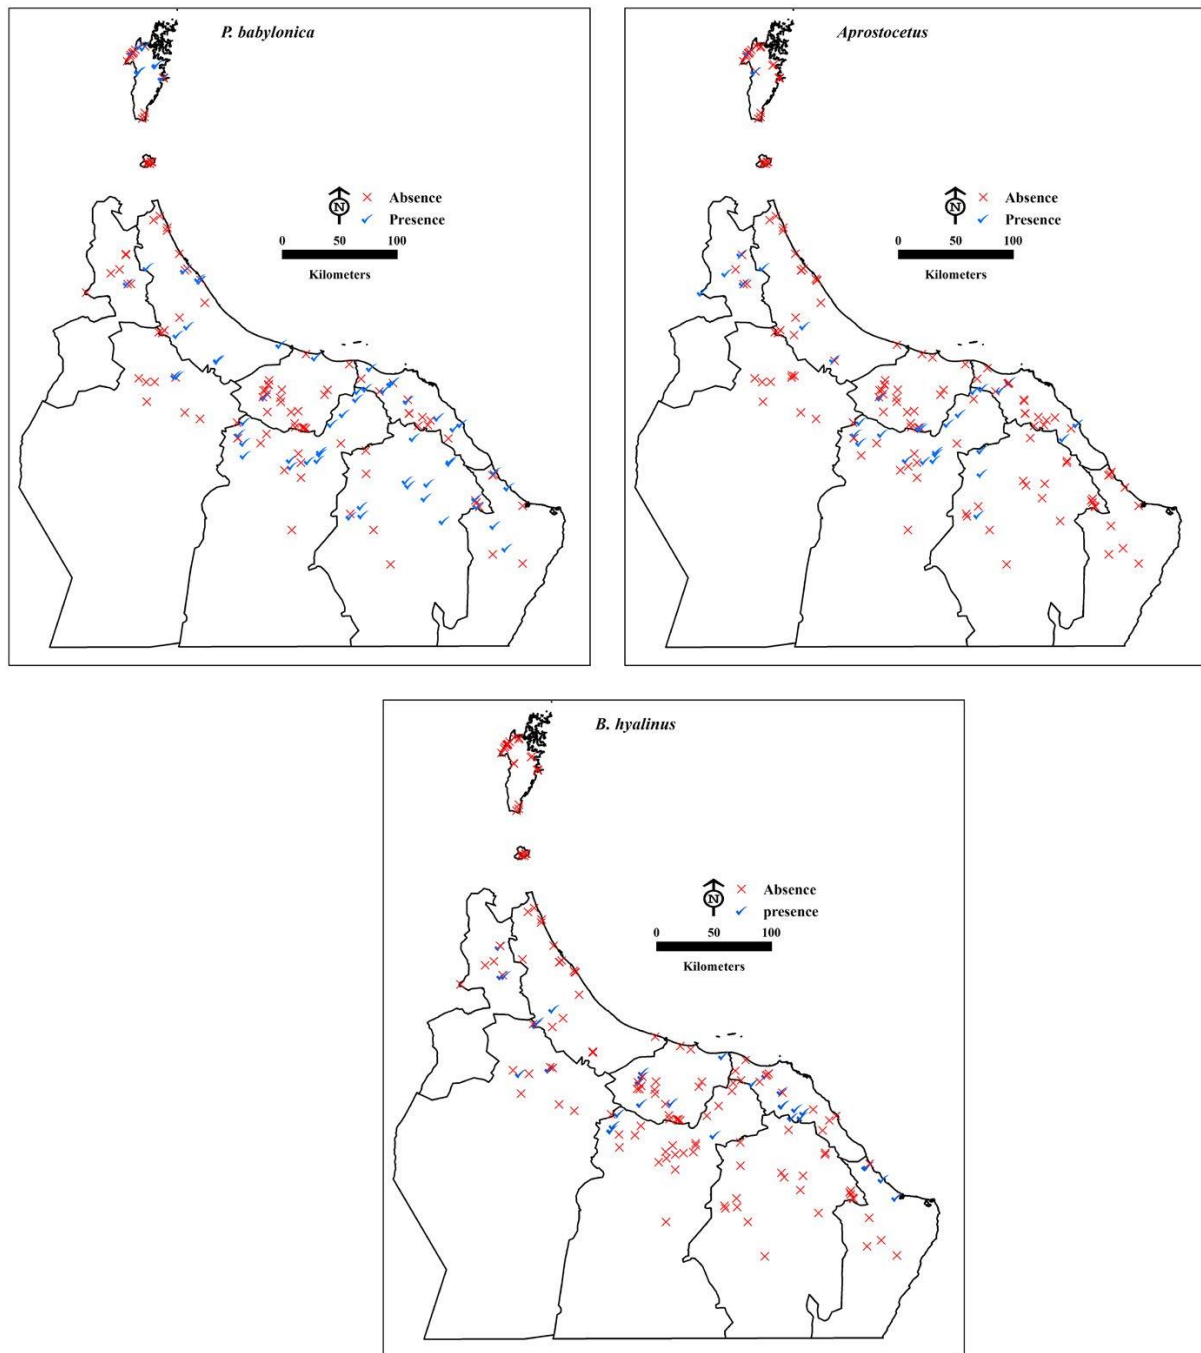 P. babylonica
N
Absence
Presence
0 50 100
Kilometers
Aprostocetus
N
Absence
Presence
0 50 100
Kilometers
B. hyalinus
N
Absence
presence
0 50 100
Kilometers